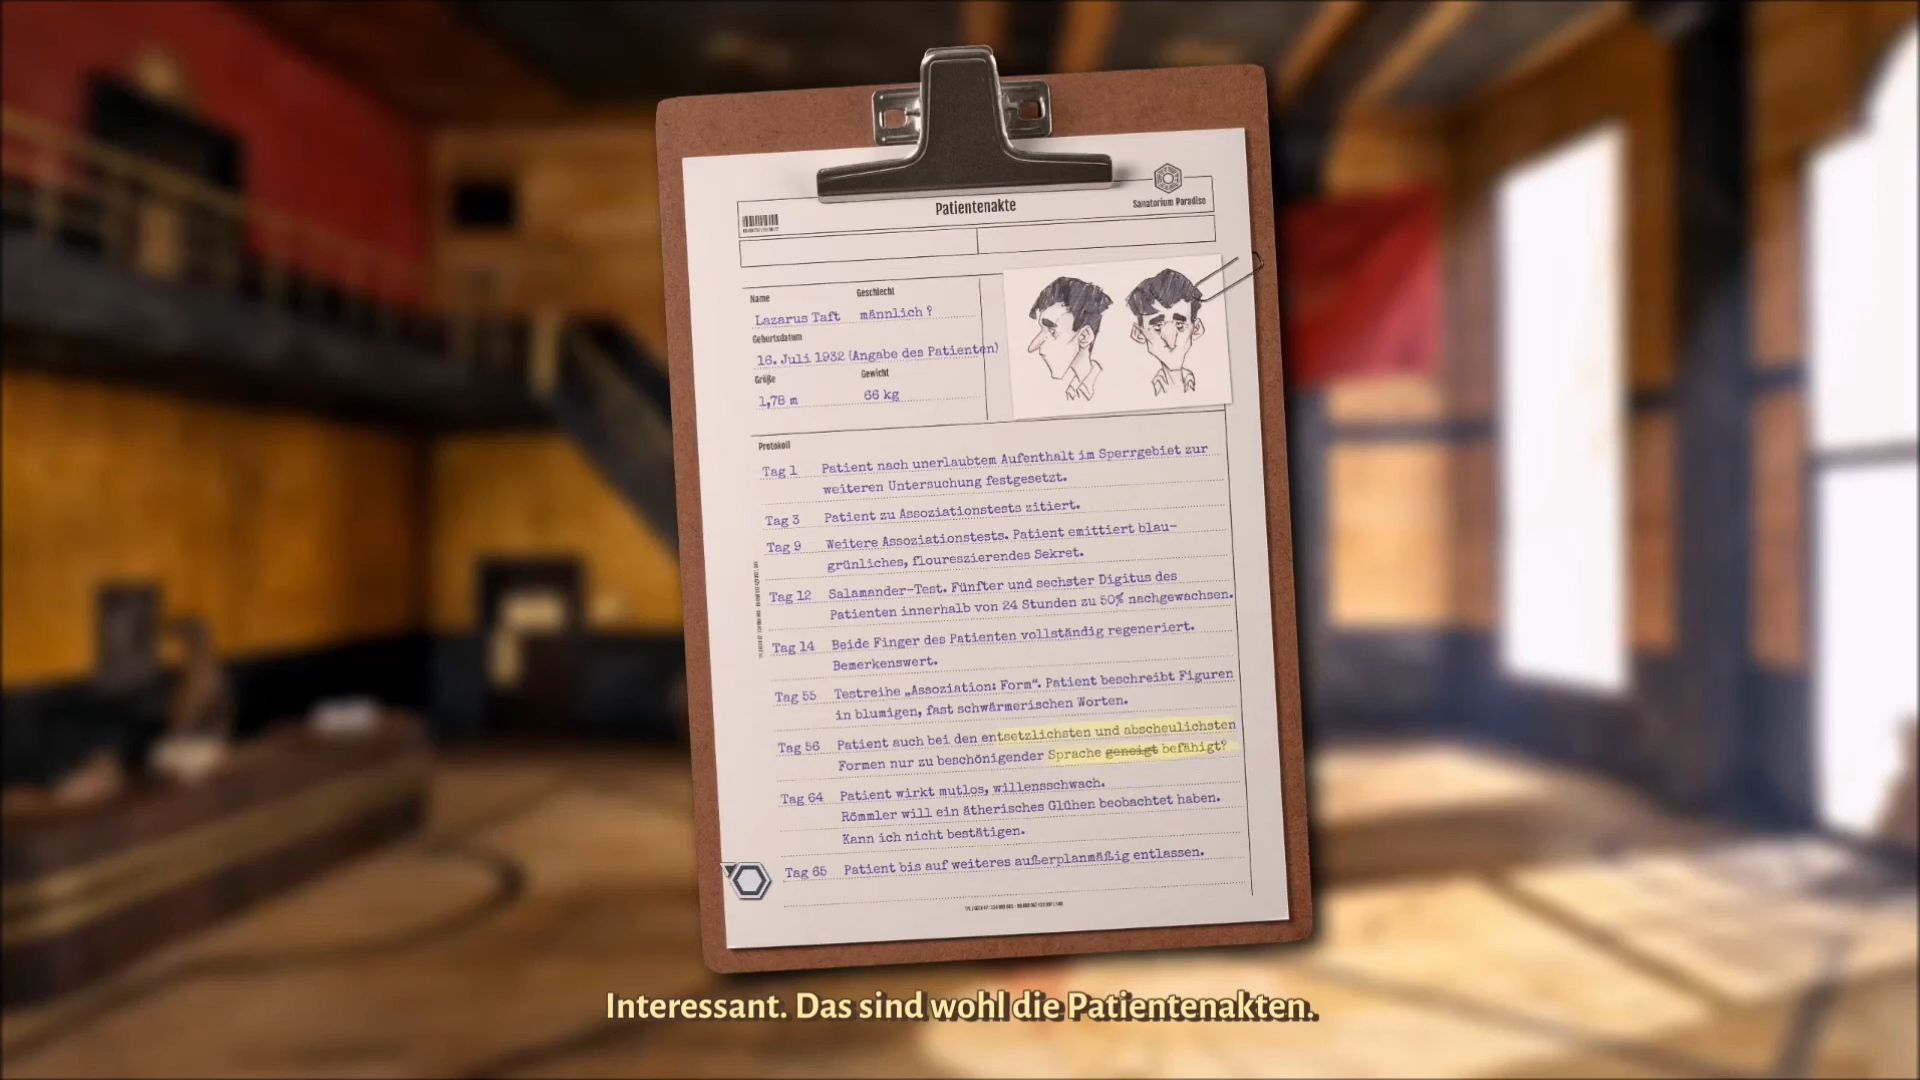 Patientenakte
Sanatorium Paradiso
Name
Geschlecht
Lazarus Taft
männlich ?
Geburtsdatum
16. Juli 1932 (Angabe des Patienten)
Größe
Gewicht
1,78 m
66 kg
Protokoll
Tag 1 Patient nach unerlaubtem Aufenthalt im Sperrgebiet zur
weiteren Untersuchung festgesetzt.
Tag 3 Patient zu Assoziationstests zitiert.
Tag 9 Weitere Assoziationstests. Patient emittiert blau-
grünliches, floureszierendes Sekret.
Tag 12 Salamander-Test. Fünfter und sechster Digitus des
Patienten innerhalb von 24 Stunden zu 50% nachgewachsen.
Tag 14 Beide Finger des Patienten vollständig regeneriert.
Bemerkenswert.
Tag 55 Testreihe „Assoziation: Form“. Patient beschreibt Figuren
in blumigen, fast schwärmerischen Worten.
Tag 56 Patient auch bei den entsetzlichsten und abscheulichsten
Formen nur zu beschönigender Sprache geneigt befähigt?
Tag 64 Patient wirkt mutlos, willensschwach.
Römmler will ein ätherisches Glühen beobachtet haben.
Kann ich nicht bestätigen.
Tag 65 Patient bis auf weiteres außerplanmäßig entlassen.
Interessant. Das sind wohl die Patientenakten.